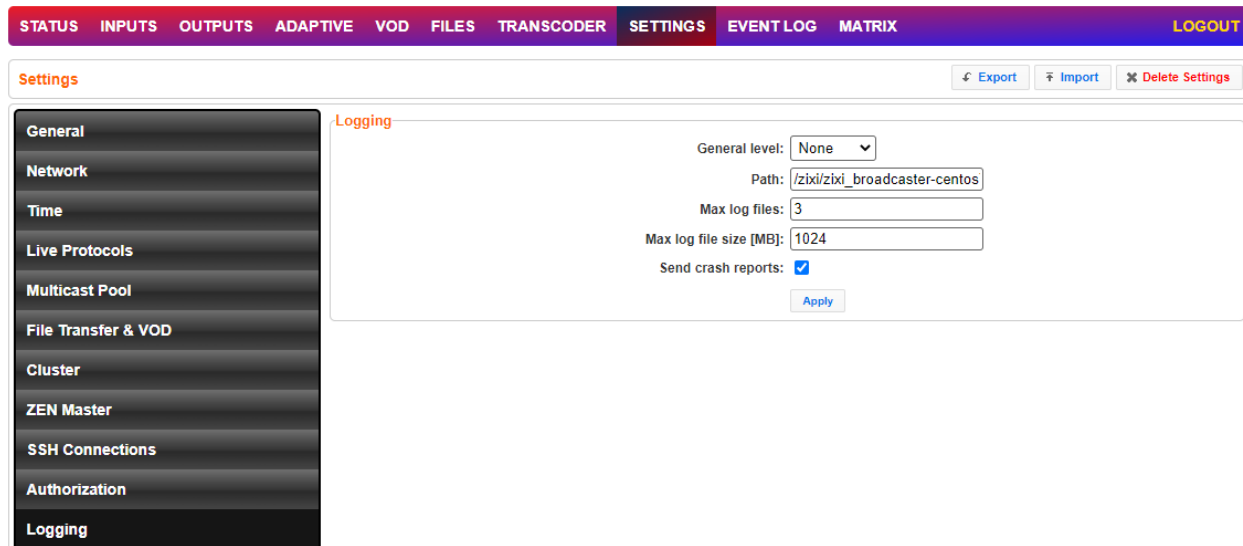 STATUS INPUTS OUTPUTS ADAPTIVE VOD FILES TRANSCODER SETTINGS EVENT LOG MATRIX LOGOUT
Settings Export Import Delete Settings
General
Network
Time
Live Protocols
Multicast Pool
File Transfer & VOD
Cluster
ZEN Master
SSH Connections
Authorization
Logging
Logging
General level: None
Path: /zixi/zixi_broadcaster-centos
Max log files: 3
Max log file size [MB]: 1024
Send crash reports:
Apply